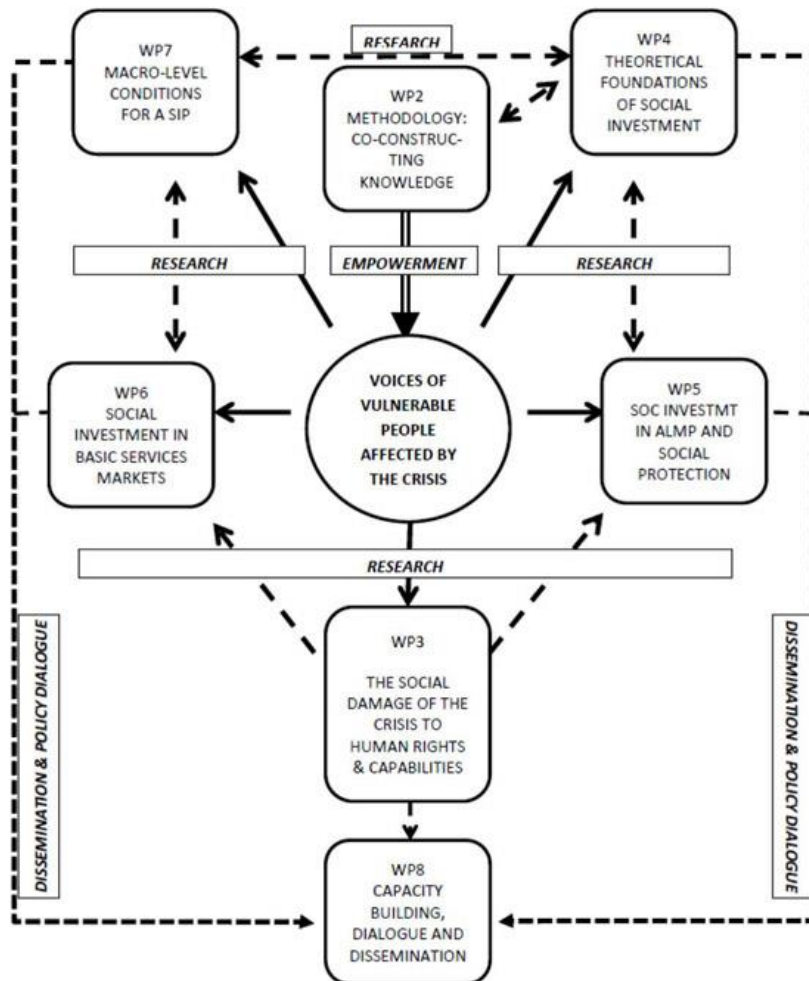 WP7
MACRO-LEVEL
CONDITIONS
FOR A SIP
RESEARCH
WP4
THEORETICAL
FOUNDATIONS
OF SOCIAL
INVESTMENT
WP2
METHODOLOGY:
CO-CONSTRUC-
TING
KNOWLEDGE
RESEARCH
EMPOWERMENT
RESEARCH
WP6
SOCIAL
INVESTMENT IN
BASIC SERVICES
MARKETS
VOICES OF
VULNERABLE
PEOPLE
AFFECTED BY
THE CRISIS
WP5
SOC INVESTMT
IN ALMP AND
SOCIAL
PROTECTION
RESEARCH
WP3
THE SOCIAL
DAMAGE OF THE
CRISIS TO
HUMAN RIGHTS
& CAPABILITIES
DISSEMINATION & POLICY DIALOGUE
DISSEMINATION & POLICY DIALOGUE
WP8
CAPACITY
BUILDING,
DIALOGUE AND
DISSEMINATION